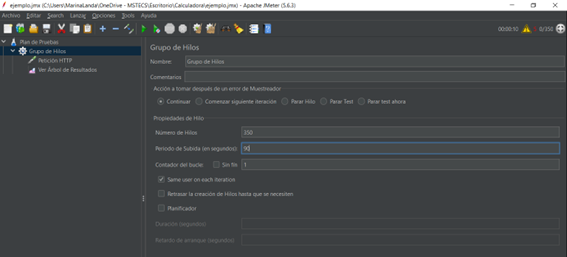 ejemplo.jmx (C:\Users\MarinaLanda\OneDrive - MSTECS\Escritorio\Calculadora\ejemplo.jmx) - Apache JMeter (5.6.3)
Archivo Editar Search Lanzar Opciones Tools Ayuda
00:00:10 0 0/350
Plan de Pruebas
Grupo de Hilos
Petición HTTP
Ver Árbol de Resultados
Grupo de Hilos
Nombre: Grupo de Hilos
Comentarios
Acción a tomar después de un error de Muestreador
Continuar Comenzar siguiente iteración Parar Hilo Parar Test Parar test ahora
Propiedades de Hilo
Número de Hilos 350
Periodo de Subida (en segundos) 90
Contador del bucle: Sin fin 1
Same user on each iteration
Retrasar la creación de Hilos hasta que se necesiten
Planificador
Duración (segundos)
Retardo de arranque (segundos)